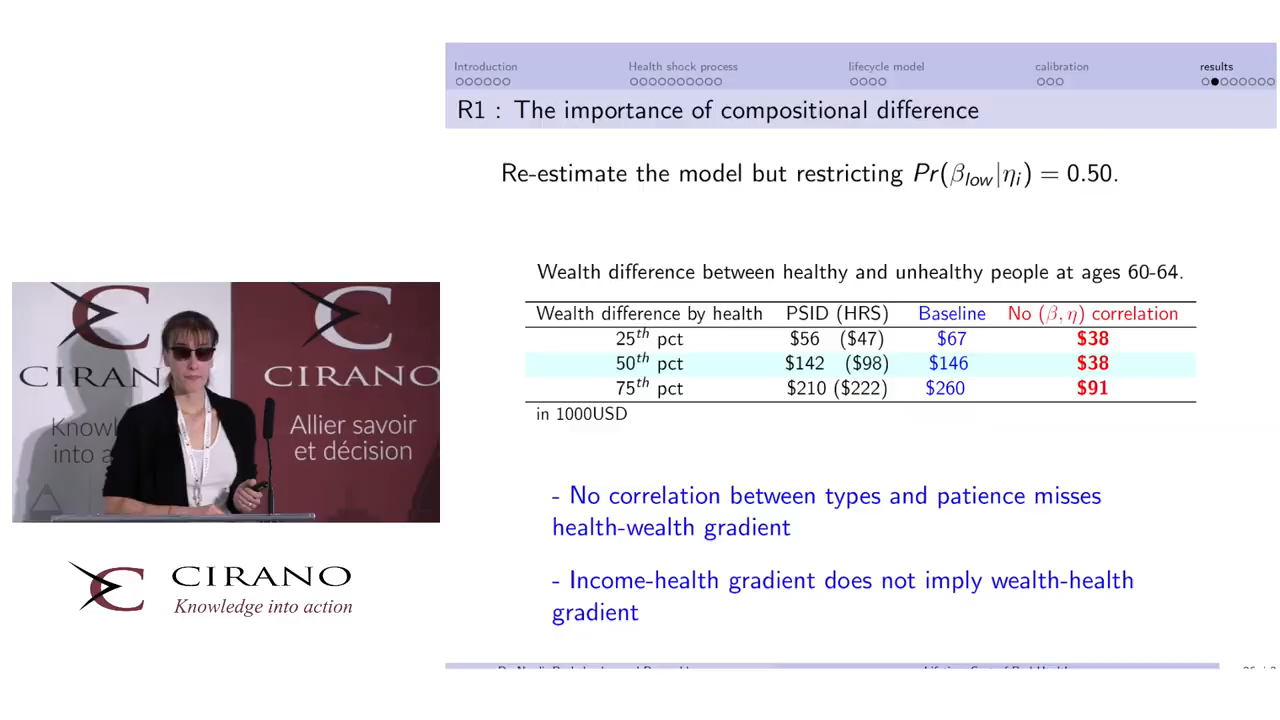 Introduction Health shock process lifecycle model calibration results
R1 : The importance of compositional difference
Re-estimate the model but restricting Pr(β_low|η_i) = 0.50.
Wealth difference between healthy and unhealthy people at ages 60-64.
Wealth difference by health PSID (HRS) Baseline No (β, η) correlation
25th pct $56 ($47) $67 $38
50th pct $142 ($98) $146 $38
75th pct $210 ($222) $260 $91
in 1000USD
- No correlation between types and patience misses
health-wealth gradient
- Income-health gradient does not imply wealth-health
gradient
CIRANO
CIRANO
Allier savoir
et décision
into
CIRANO
Knowledge into action